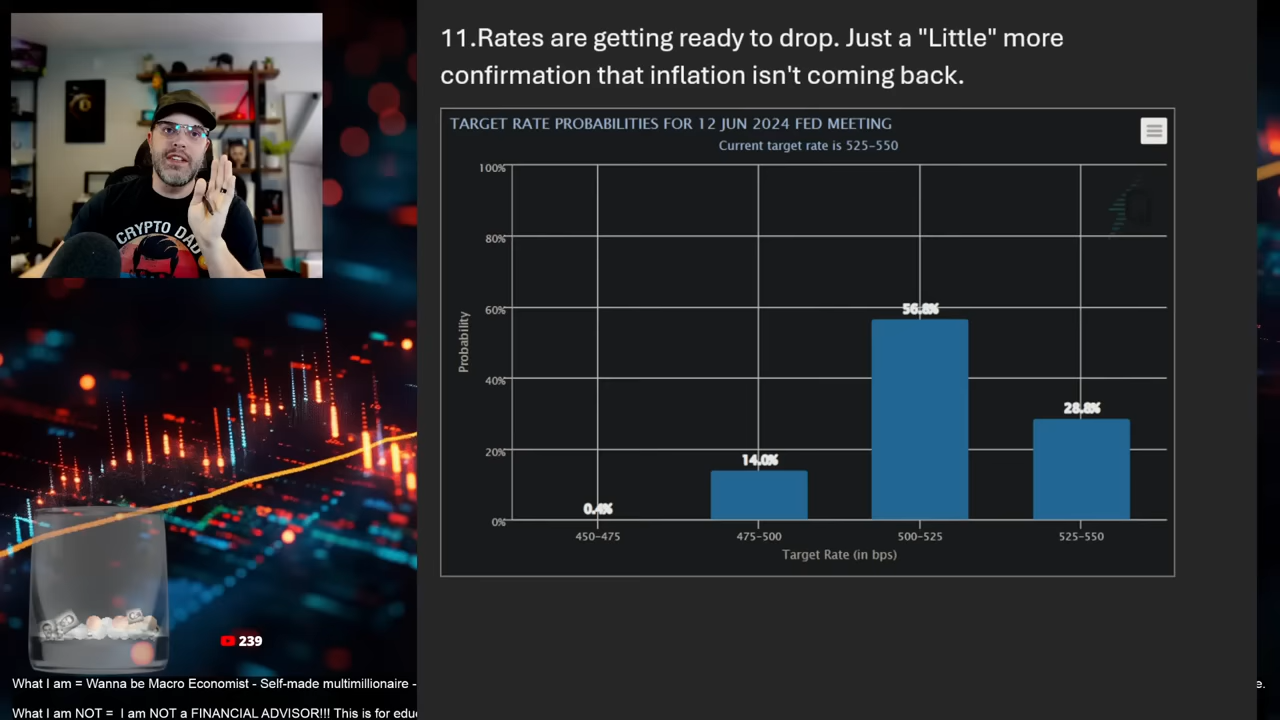 11.Rates are getting ready to drop. Just a "Little" more
confirmation that inflation isn't coming back.
TARGET RATE PROBABILITIES FOR 12 JUN 2024 FED MEETING
Current target rate is 525–550
Probability
100%
80%
60%
40%
20%
0%
0.4%
14.0%
56.8%
28.8%
450–475
475–500
500–525
525–550
Target Rate (in bps)
CRYPTO DAD
239
What I am = Wanna be Macro Economist - Self-made multimillionaire -
e.
What I am NOT = I am NOT a FINANCIAL ADVISOR!!! This is for edu